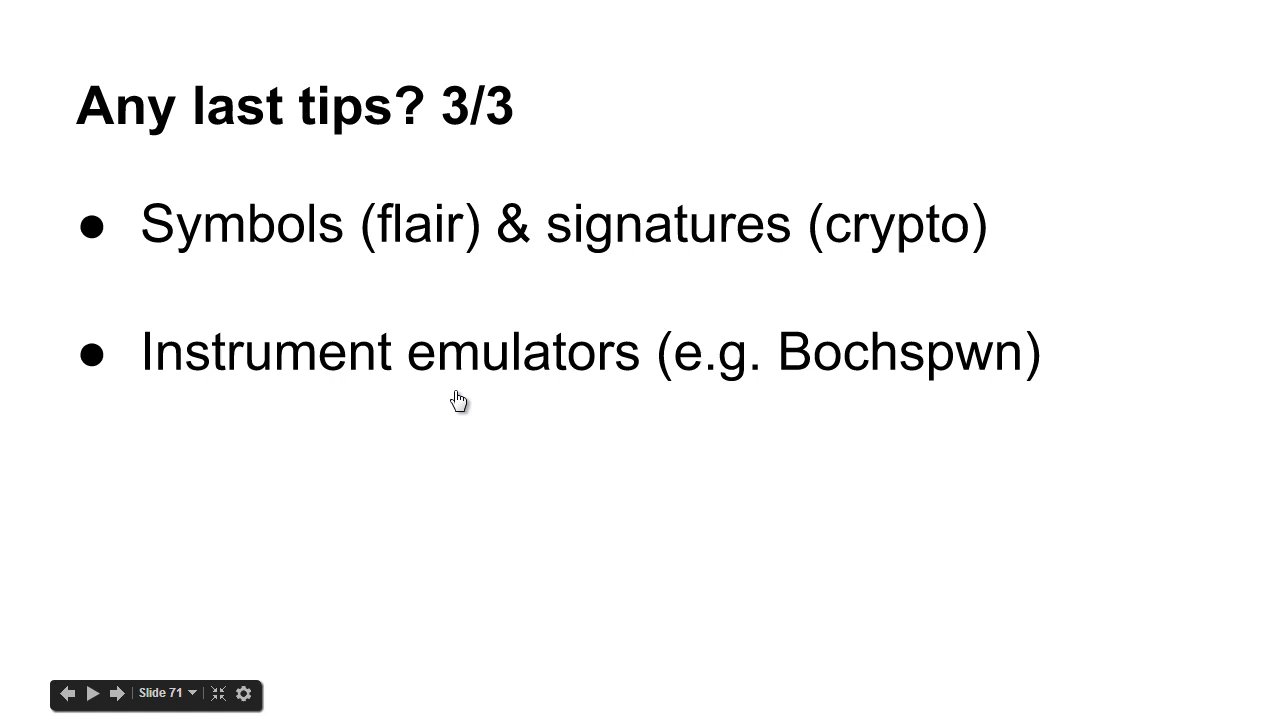 Any last tips? 3/3
● Symbols (flair) & signatures (crypto)
● Instrument emulators (e.g. Bochspwn)
Slide 71